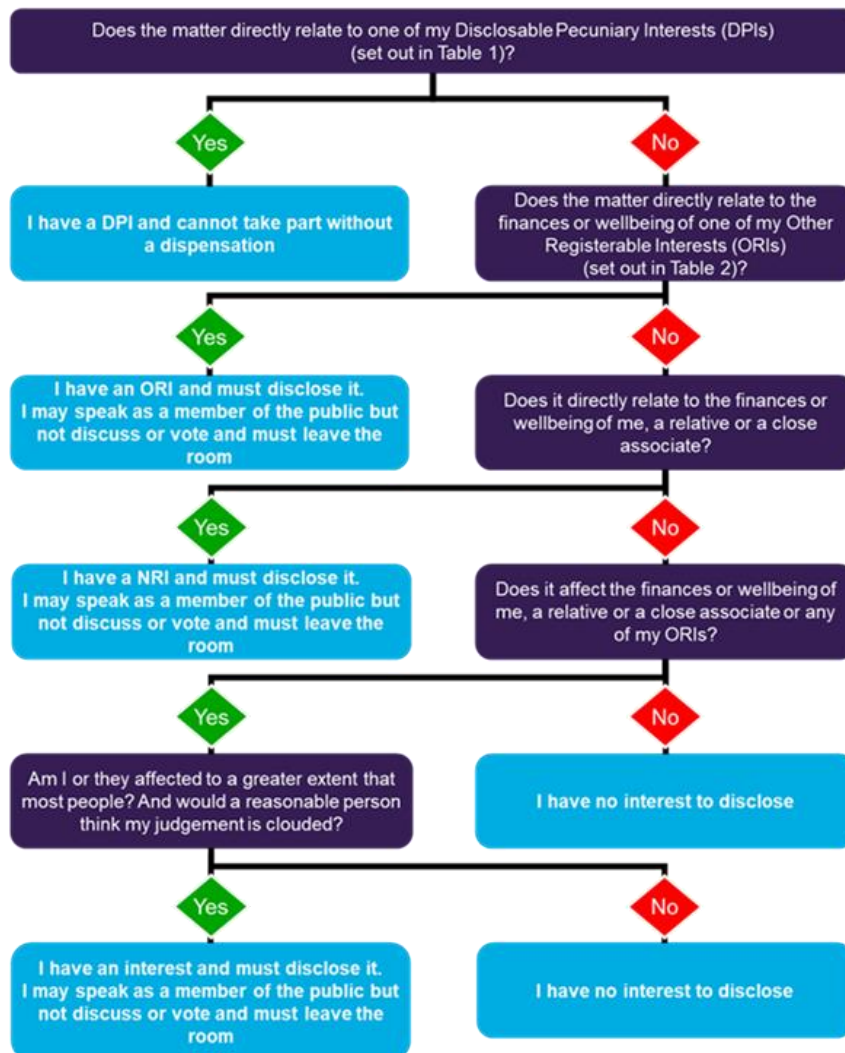 Does the matter directly relate to one of my Disclosable Pecuniary Interests (DPIs)
(set out in Table 1)?
Yes
No
I have a DPI and cannot take part without
a dispensation
Does the matter directly relate to the
finances or wellbeing of one of my Other
Registerable Interests (ORIs)
(set out in Table 2)?
Yes
No
I have an ORI and must disclose it.
I may speak as a member of the public but
not discuss or vote and must leave the
room
Does it directly relate to the finances or
wellbeing of me, a relative or a close
associate?
Yes
No
I have a NRI and must disclose it.
I may speak as a member of the public but
not discuss or vote and must leave the
room
Does it affect the finances or wellbeing of
me, a relative or a close associate or any
of my ORIs?
Yes
No
Am I or they affected to a greater extent that
most people? And would a reasonable person
think my judgement is clouded?
I have no interest to disclose
Yes
No
I have an interest and must disclose it.
I may speak as a member of the public but
not discuss or vote and must leave the
room
I have no interest to disclose